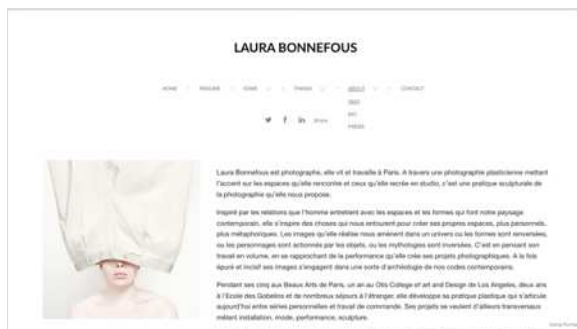 LAURA BONNEFOUS
HOME
ABOUT CONTACT
BIO
PRESS
Laura Bonnefous est photographe, elle vit et travaille à Paris. A travers une photographie plasticienne mettant
l'accent sur les espaces qu'elle rencontre et ceux qu'elle recrée en studio, c'est une pratique sculpturale de
la photographie qu'elle nous propose.
Inspiré par les relations que l'homme entretient avec les espaces et les formes qui font notre paysage
contemporain, elle s'inspire des choses qui nous entourent pour créer ses propres espaces, plus personnels,
plus métaphoriques. Les images qu'elle réalise nous amènent dans un univers ou les formes sont renversées,
ou les personnages sont actionnés par les objets, ou les mythologies sont inversées. C'est en pensant son
travail en volume, en se rapprochant de la performance qu'elle crée ses projets photographiques. A la fois
épuré et incisif ses images s'engagent dans une sorte d'archéologie de nos codes contemporains.
Pendant ses cinq aux Beaux Arts de Paris, un an au Otis College of art and Design de Los Angeles, deux ans
à l'Ecole des Gobelins et de nombreux séjours à l'étranger, elle développe sa pratique plastique qui s'articule
aujourd'hui entre séries personnelles et travail de commande. Ses projets se veulent d'ailleurs transversaux
mêlant installation, mode, performance, sculpture.